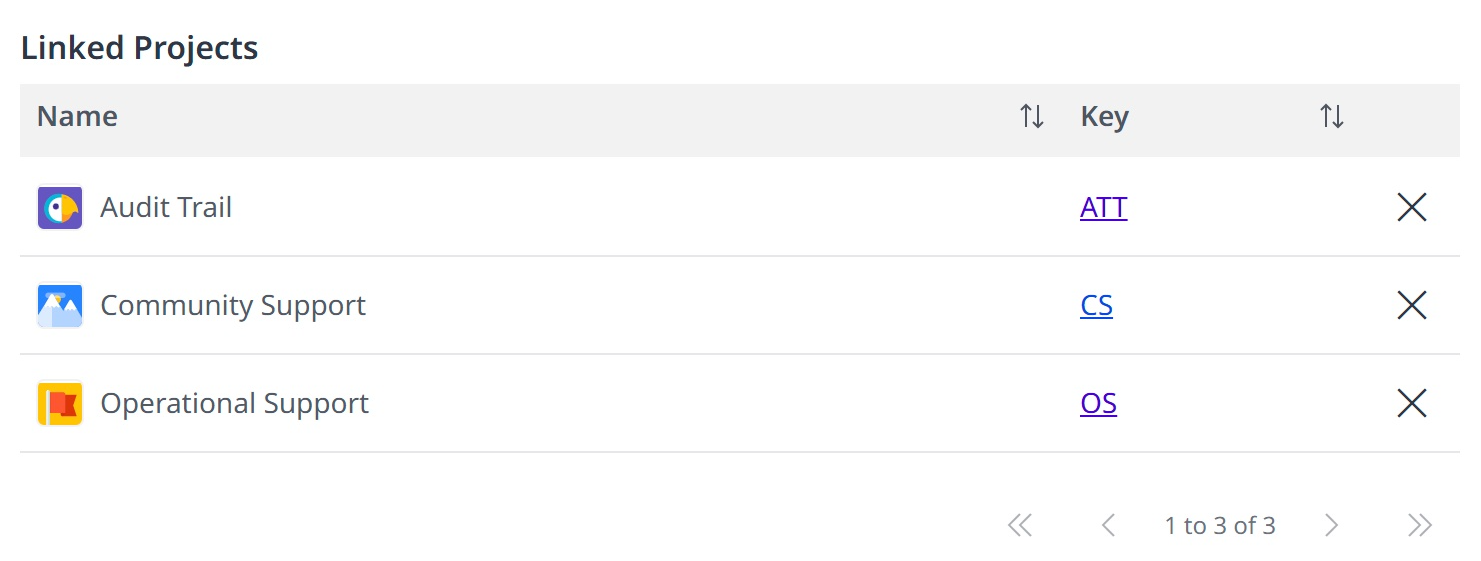 Linked Projects
Name Key
Audit Trail ATT
Community Support CS
Operational Support OS
1 to 3 of 3